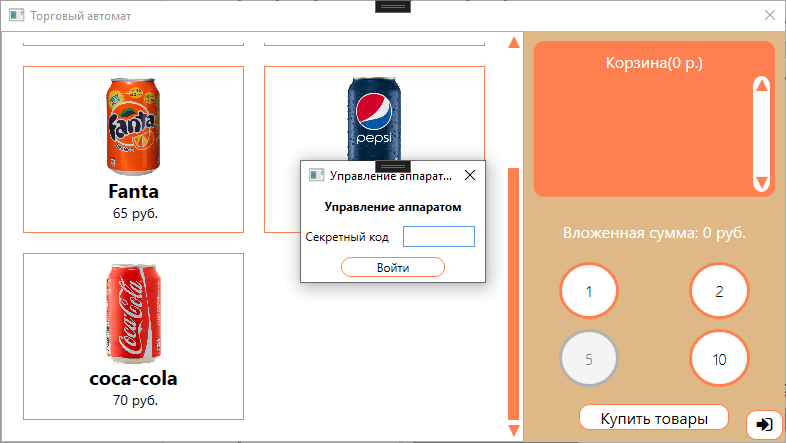 Торговый автомат
Fanta
Fanta
65 руб.
pepsi
Coca-Cola
coca-cola
70 руб.
Управление аппарат...
Управление аппаратом
Секретный код
Войти
Корзина(0 р.)
Вложенная сумма: 0 руб.
1
2
5
10
Купить товары